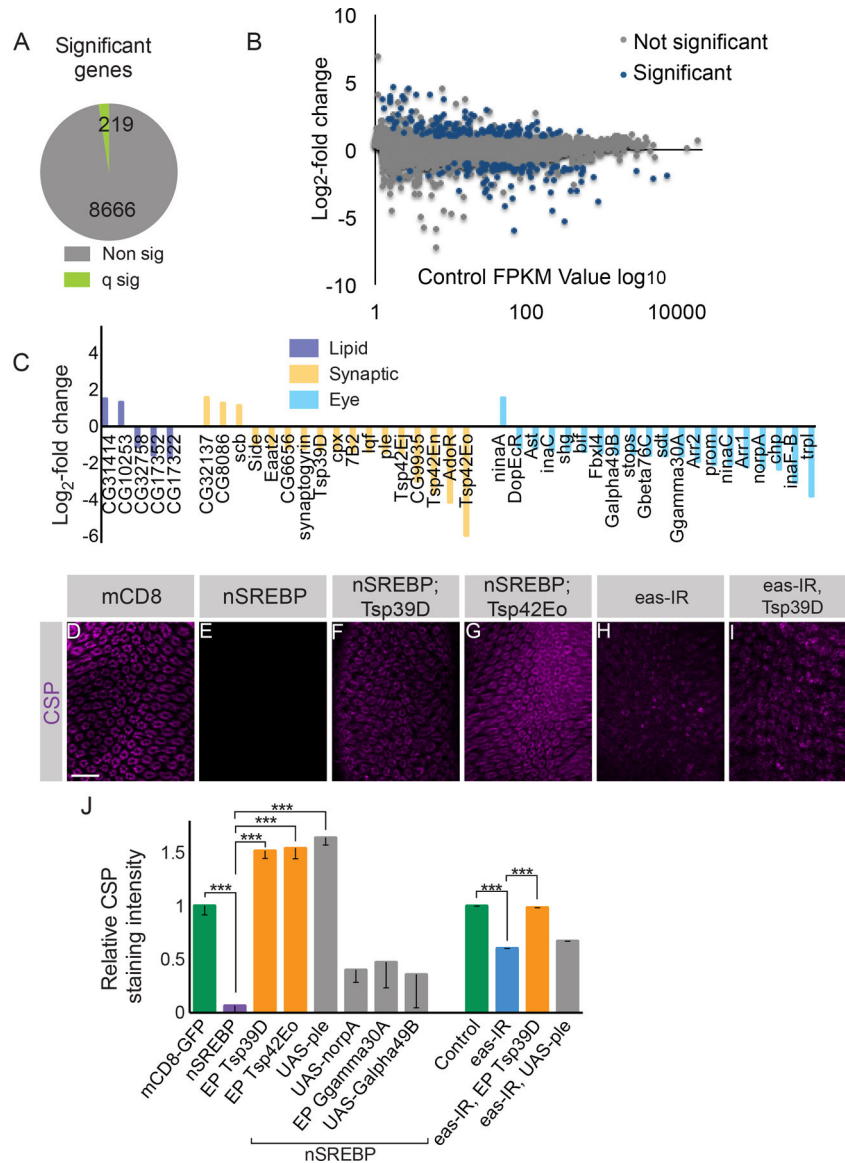 A
Significant
genes
219
8666
Non sig
q sig
B
Not significant
Significant
Log2-fold change
10
5
0
-5
-10
Control FPKM Value log10
1
100
10000
C
Lipid
Synaptic
Eye
Log2-fold change
4
2
0
-2
-4
-6
CG31414
CG10253
CG32758
CG17352
CG17322
CG32137
CG8086
scb
Side
Eaat2
CG6656
synaptogyrin
Tsp39D
cpx
7B2
lqf
ple
Tsp42Ej
CG9935
Tsp42En
AdoR
Tsp42Eo
ninaA
DopEcR
Ast
inaC
shg
bif
Fbxl4
Galpha49B
stops
Gbeta76C
sdt
Ggamma30A
Arr2
prom
ninaC
Arr1
norpA
chp
inaF-B
trpl
mCD8
nSREBP
nSREBP;
Tsp39D
nSREBP;
Tsp42Eo
eas-IR
eas-IR,
Tsp39D
CSP
D
E
F
G
H
I
J
Relative CSP
staining intensity
1.5
1
0.5
0
***
***
***
***
***
***
mCD8-GFP
nSREBP
EP Tsp39D
EP Tsp42Eo
UAS-ple
UAS-norpA
EP Ggamma30A
UAS-Galpha49B
Control
eas-IR
eas-IR, EP Tsp39D
eas-IR, UAS-ple
nSREBP